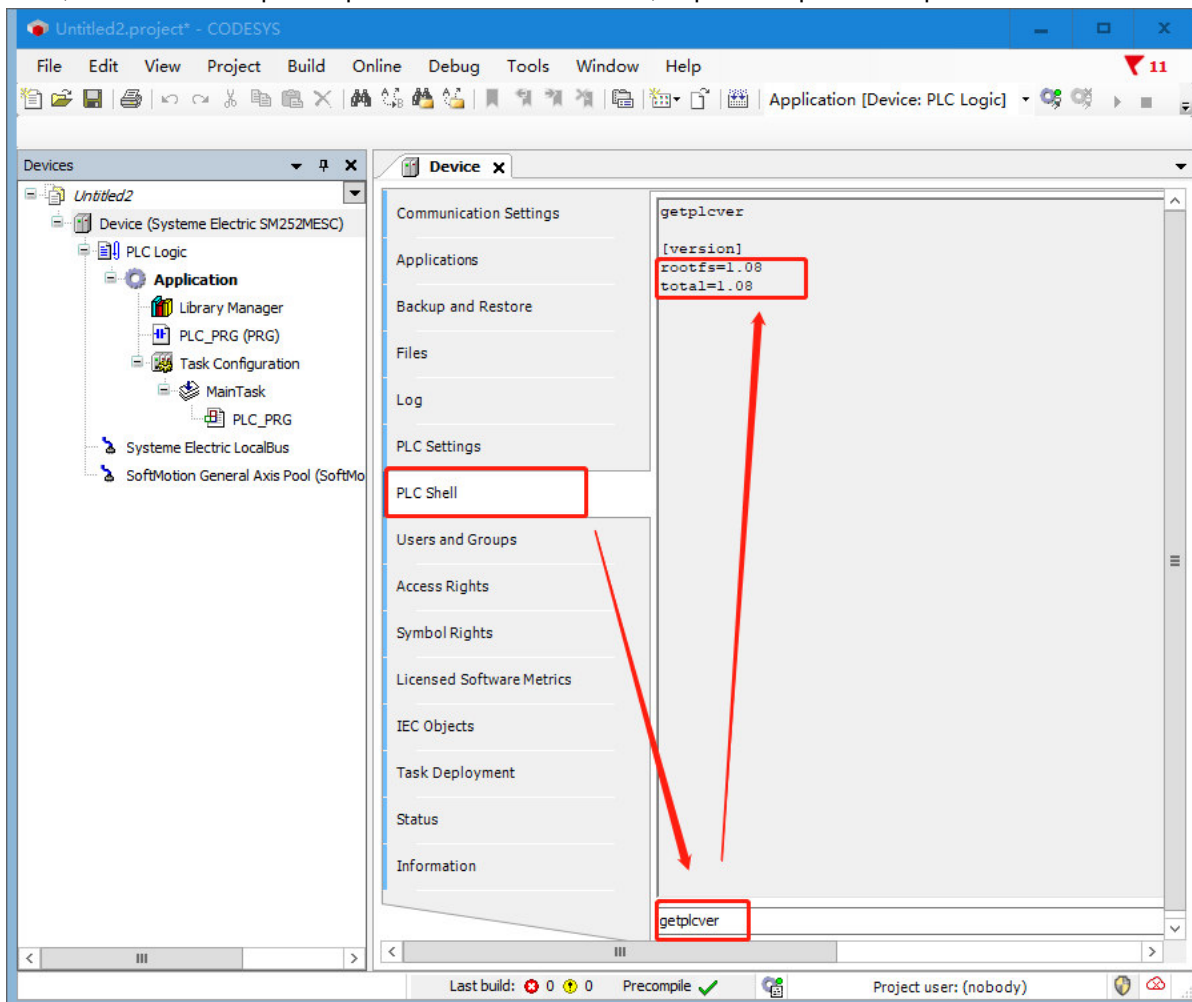 Untitled2.project* - CODESYS
File Edit View Project Build Online Debug Tools Window Help
11
Application [Device: PLC Logic]
Devices
Device
Untitled2
Device (Systeme Electric SM252MESC)
PLC Logic
Application
Library Manager
PLC_PRG (PRG)
Task Configuration
MainTask
PLC_PRG
Systeme Electric LocalBus
SoftMotion General Axis Pool (SoftMo
Communication Settings
Applications
Backup and Restore
Files
Log
PLC Settings
PLC Shell
Users and Groups
Access Rights
Symbol Rights
Licensed Software Metrics
IEC Objects
Task Deployment
Status
Information
getplcver
[version]
rootfs=1.08
total=1.08
getplcver
Last build: 0 0 Precompile Project user: (nobody)